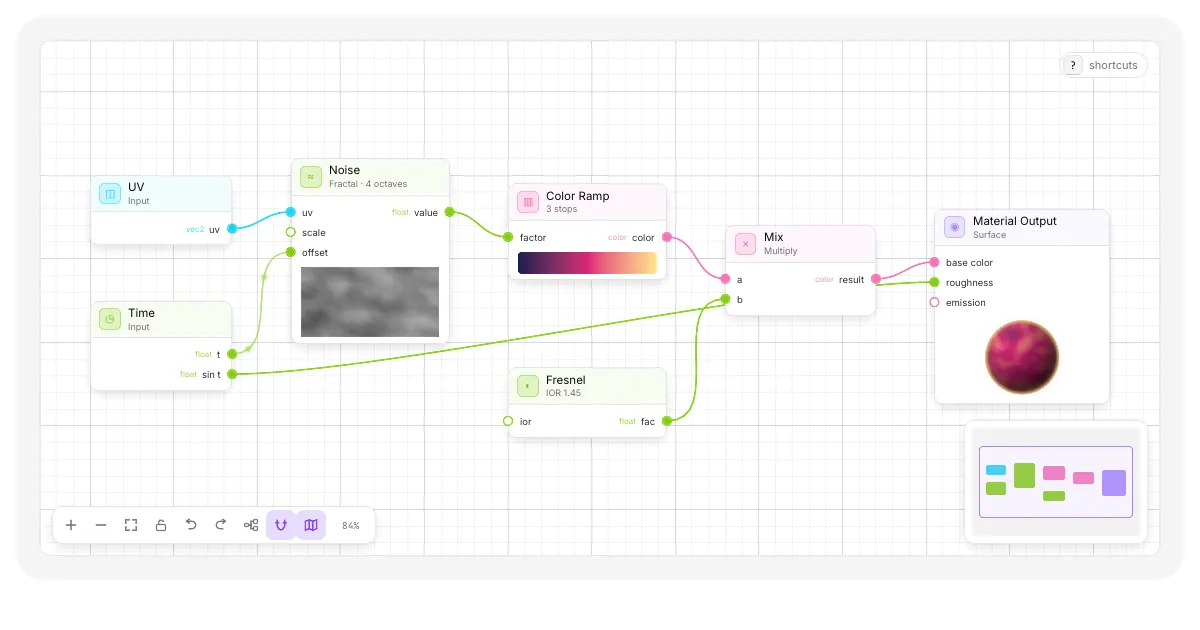 ? shortcuts
UV
Input
vec2 uv
Time
Input
float t
float sin t
Noise
Fractal · 4 octaves
uv float value
scale
offset
Color Ramp
3 stops
factor color color
Fresnel
IOR 1.45
ior float fac
Mix
Multiply
a color result
b
Material Output
Surface
base color
roughness
emission
84%